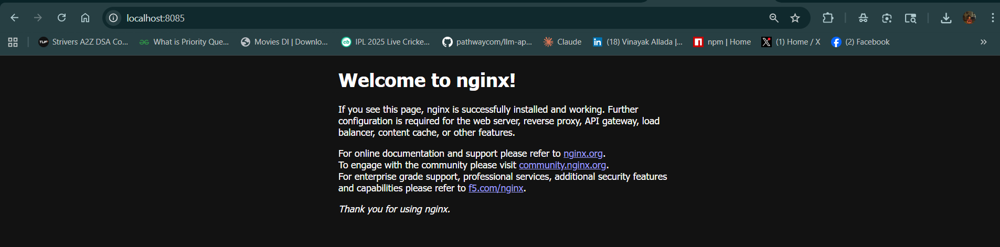 localhost:8085
TUF Strivers A2Z DSA Co...
What is Priority Que...
Movies DI | Downlo...
cb IPL 2025 Live Cricke...
pathwaycom/llm-ap...
Claude
in (18) Vinayak Allada |...
npm | Home
X (1) Home / X
f (2) Facebook
»
Welcome to nginx!
If you see this page, nginx is successfully installed and working. Further
configuration is required for the web server, reverse proxy, API gateway, load
balancer, content cache, or other features.
For online documentation and support please refer to nginx.org.
To engage with the community please visit community.nginx.org.
For enterprise grade support, professional services, additional security features
and capabilities please refer to f5.com/nginx.
Thank you for using nginx.